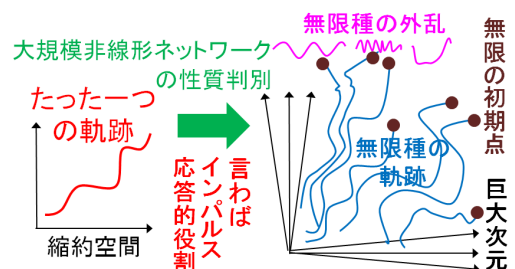 大規模非線形ネットワーク
の性質判別
たった一つ
の軌跡
縮約空間
言わば
インパルス
応答的役割
無限種の外乱
無限の初期点
無限種の
軌跡
巨大次元